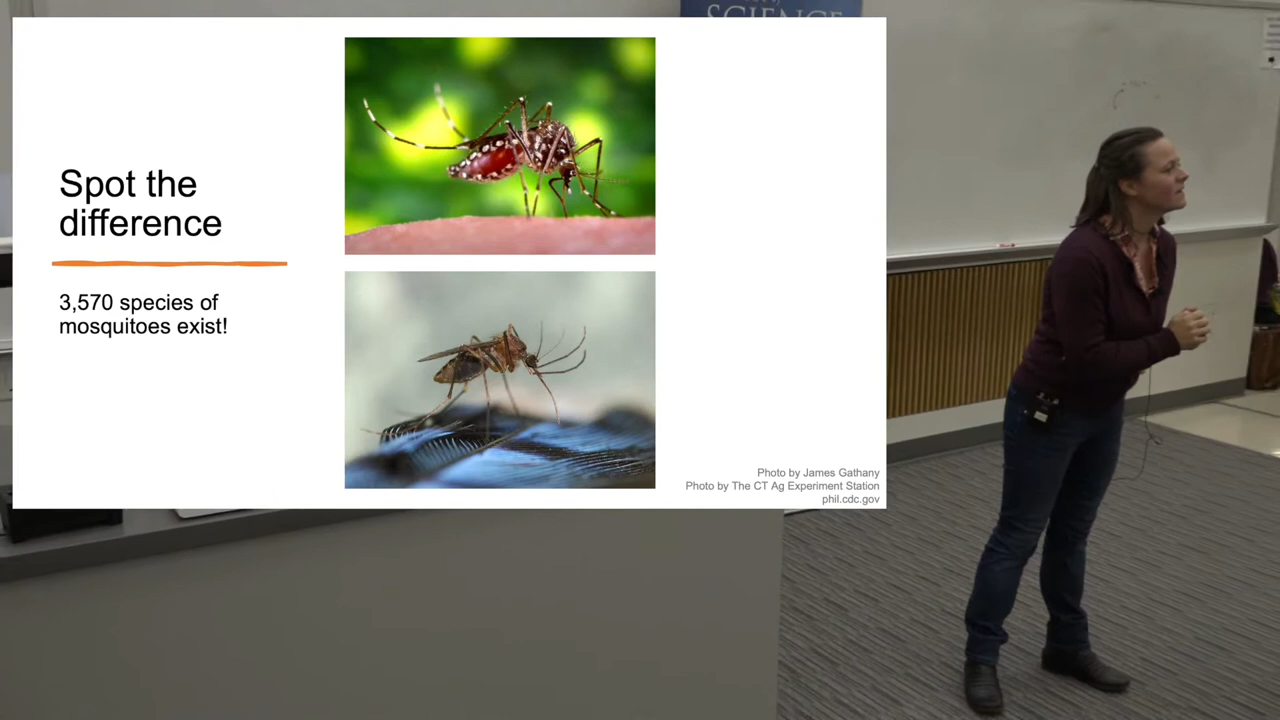 SCIENCE
Spot the
difference
3,570 species of
mosquitoes exist!
Photo by James Gathany
Photo by The CT Ag Experiment Station
phil.cdc.gov